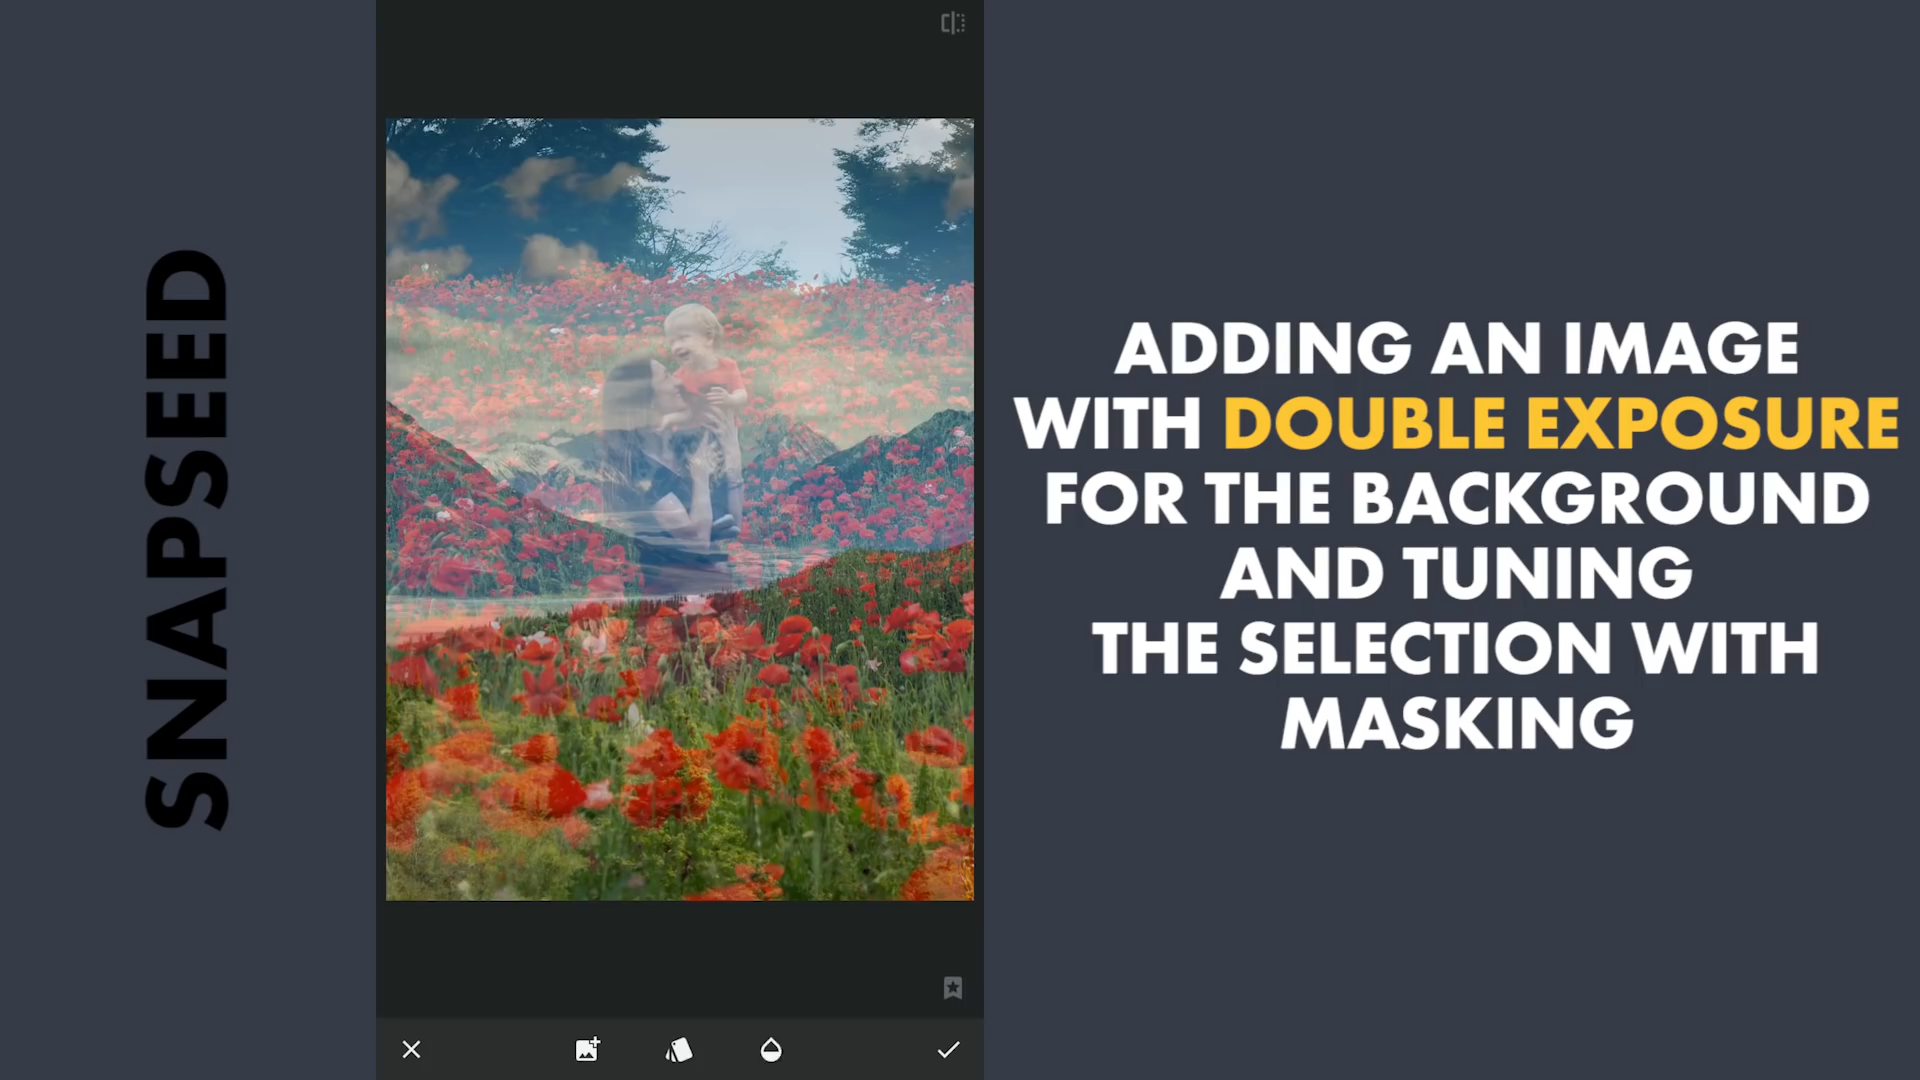 SNAPSEED
ADDING AN IMAGE
WITH DOUBLE EXPOSURE
FOR THE BACKGROUND
AND TUNING
THE SELECTION WITH
MASKING